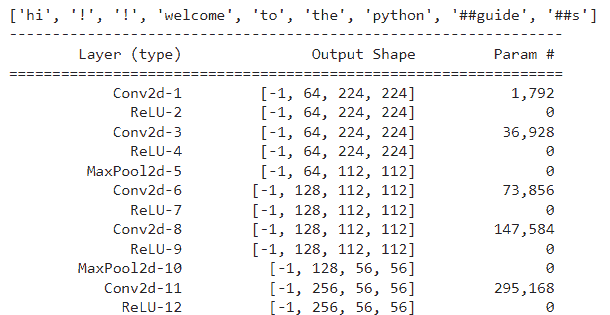 ['hi', '!', '!', 'welcome', 'to', 'the', 'python', '##guide', '##s']
----------------------------------------------------------------
        Layer (type)               Output Shape         Param #
================================================================
            Conv2d-1         [-1, 64, 224, 224]           1,792
              ReLU-2         [-1, 64, 224, 224]               0
            Conv2d-3         [-1, 64, 224, 224]          36,928
              ReLU-4         [-1, 64, 224, 224]               0
         MaxPool2d-5         [-1, 64, 112, 112]               0
            Conv2d-6        [-1, 128, 112, 112]          73,856
              ReLU-7        [-1, 128, 112, 112]               0
            Conv2d-8        [-1, 128, 112, 112]         147,584
              ReLU-9        [-1, 128, 112, 112]               0
        MaxPool2d-10          [-1, 128, 56, 56]               0
           Conv2d-11          [-1, 256, 56, 56]         295,168
             ReLU-12          [-1, 256, 56, 56]               0